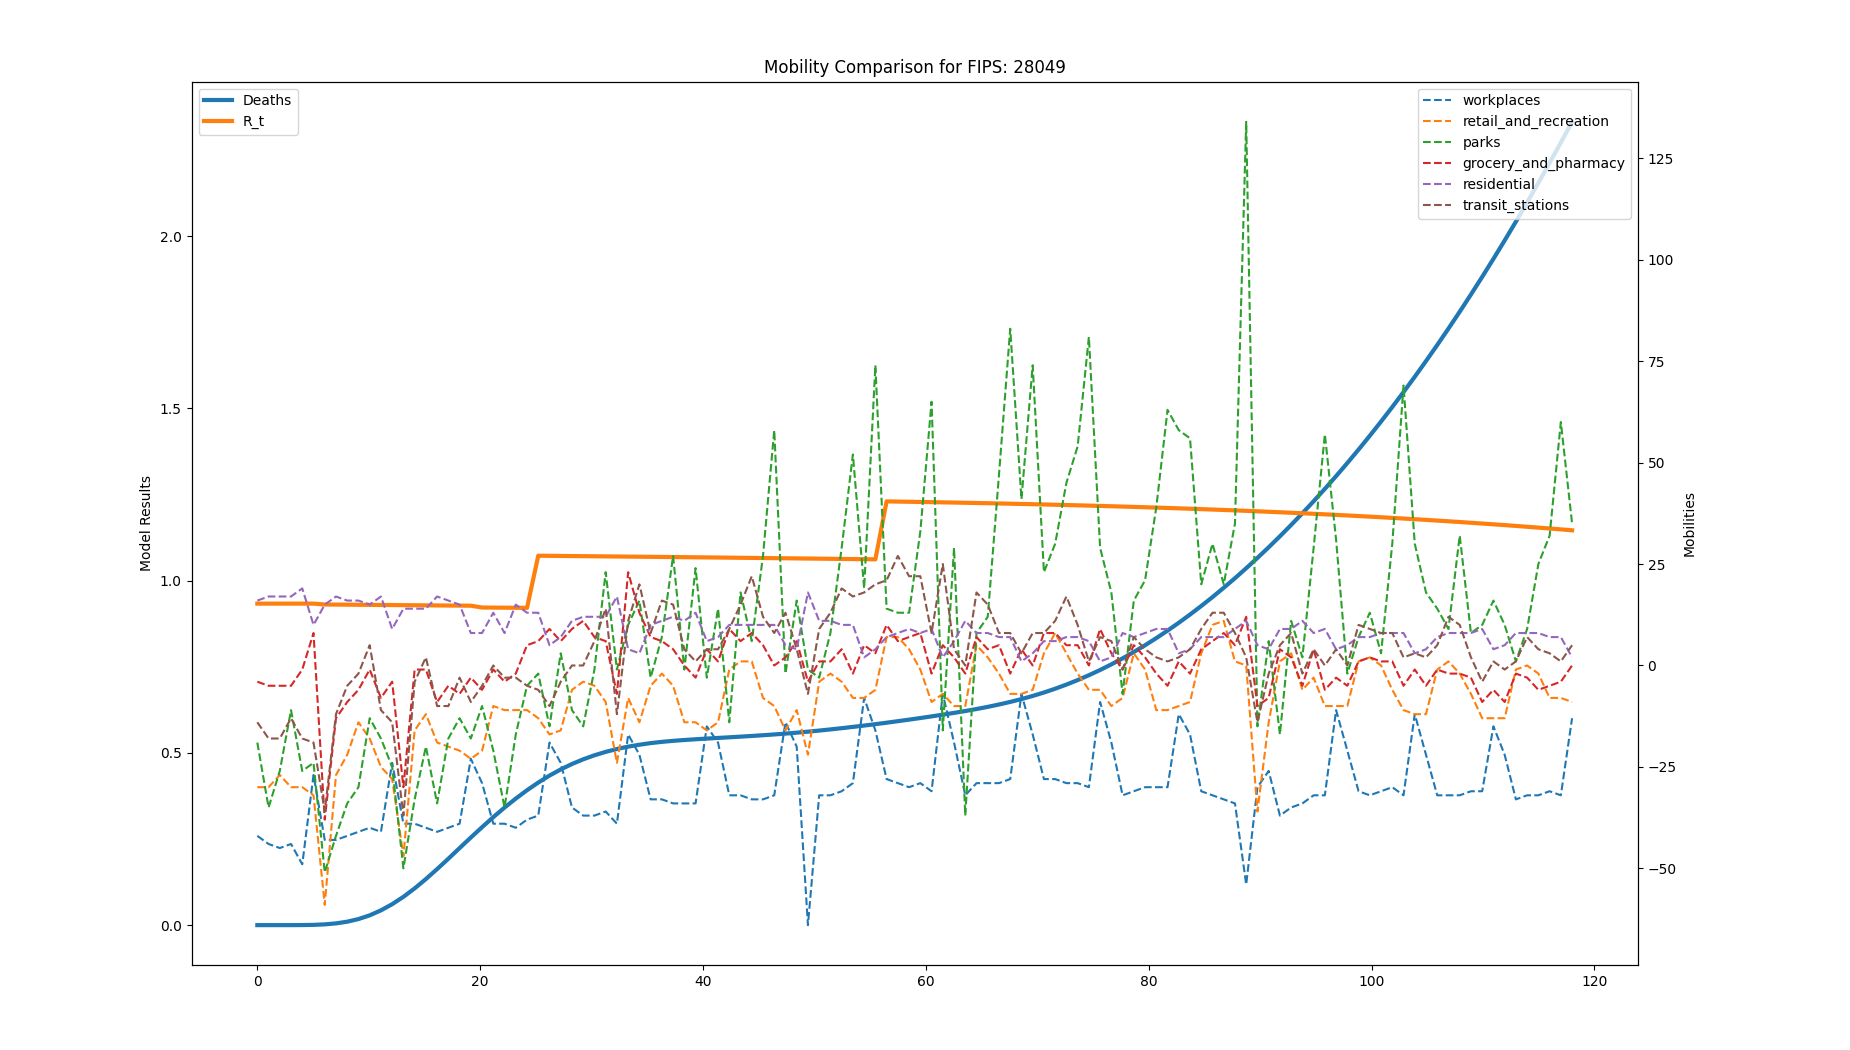 Mobility Comparison for FIPS: 28049
Deaths
R_t
workplaces
retail_and_recreation
parks
grocery_and_pharmacy
residential
transit_stations
Model Results
2.0
1.5
1.0
0.5
0.0
125
100
75
50
25
0
−25
−50
Mobilities
0 20 40 60 80 100 120